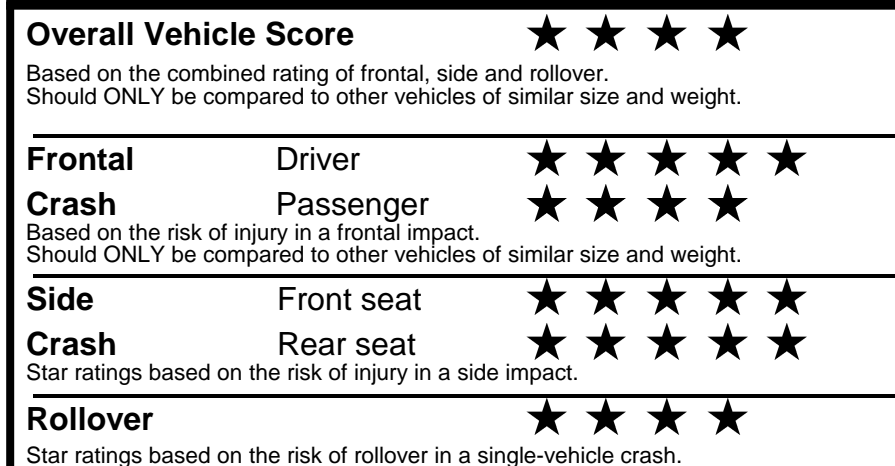 Overall Vehicle Score ★ ★ ★ ★
Based on the combined rating of frontal, side and rollover.
Should ONLY be compared to other vehicles of similar size and weight.
Frontal Driver ★ ★ ★ ★ ★
Crash Passenger ★ ★ ★ ★
Based on the risk of injury in a frontal impact.
Should ONLY be compared to other vehicles of similar size and weight.
Side Front seat ★ ★ ★ ★ ★
Crash Rear seat ★ ★ ★ ★ ★
Star ratings based on the risk of injury in a side impact.
Rollover ★ ★ ★ ★
Star ratings based on the risk of rollover in a single-vehicle crash.